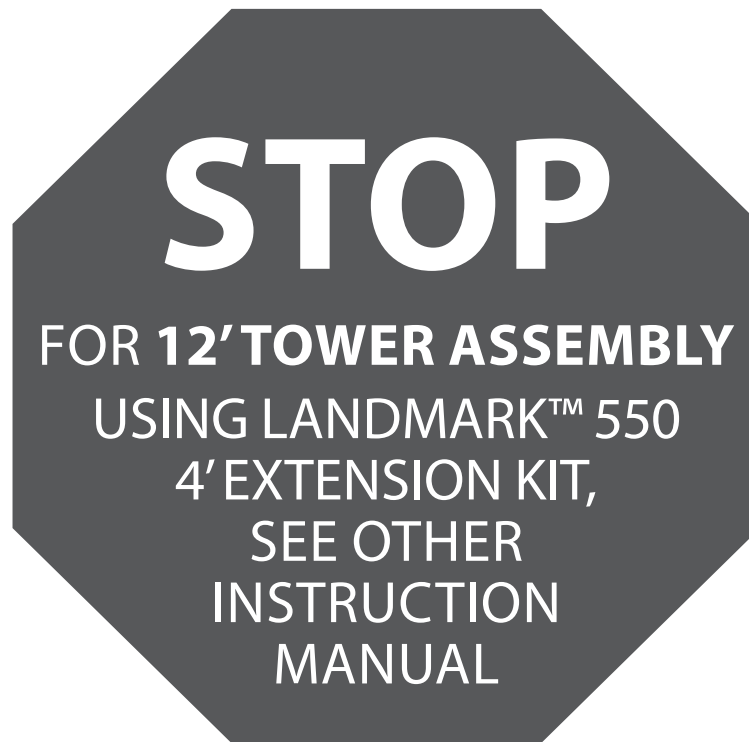 STOP
FOR 12’ TOWER ASSEMBLY
USING LANDMARK™ 550
4’ EXTENSION KIT,
SEE OTHER
INSTRUCTION
MANUAL